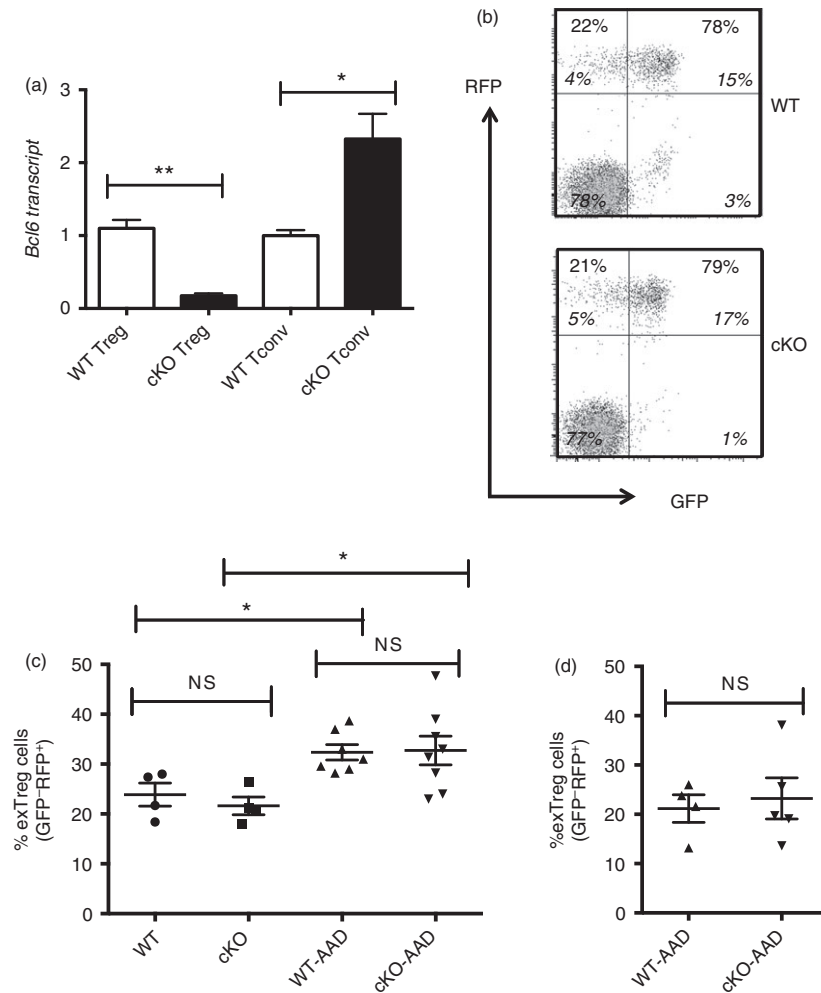 (a)
Bcl6 transcript
3
2
1
0
**
*
WT Treg
cKO Treg
WT Tconv
cKO Tconv
(b)
RFP
22% 78%
4% 15%
78% 3%
WT
21% 79%
5% 17%
77% 1%
cKO
GFP
(c)
% exTreg cells
(GFP⁻RFP⁺)
50
40
30
20
10
0
*
*
NS
NS
WT
cKO
WT-AAD
cKO-AAD
(d)
%exTreg cells
(GFP⁻RFP⁺)
50
40
30
20
10
0
NS
WT-AAD
cKO-AAD